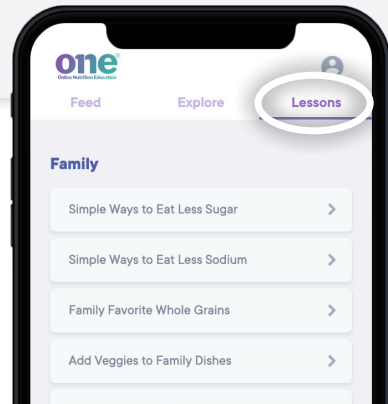 one
Online Nutrition Education
Feed Explore Lessons
Family
Simple Ways to Eat Less Sugar
Simple Ways to Eat Less Sodium
Family Favorite Whole Grains
Add Veggies to Family Dishes